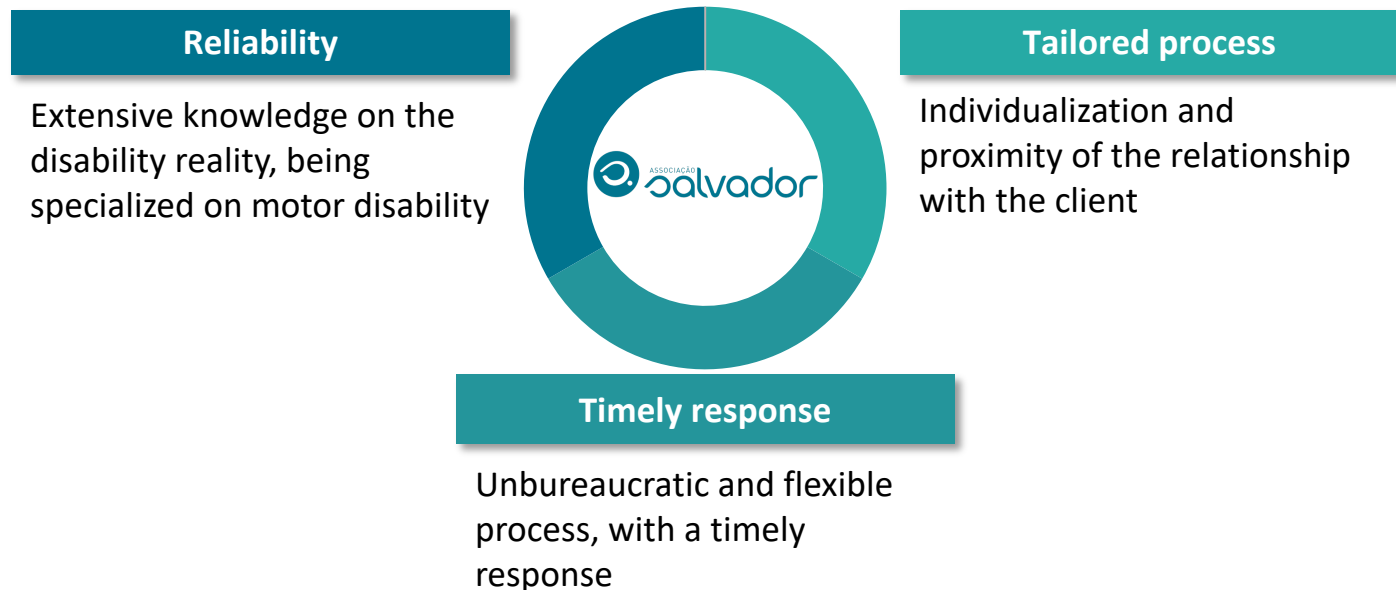 Reliability
Extensive knowledge on the
disability reality, being
specialized on motor disability
ASSOCIAÇÃO
salvador
Tailored process
Individualization and
proximity of the relationship
with the client
Timely response
Unbureaucratic and flexible
process, with a timely
response